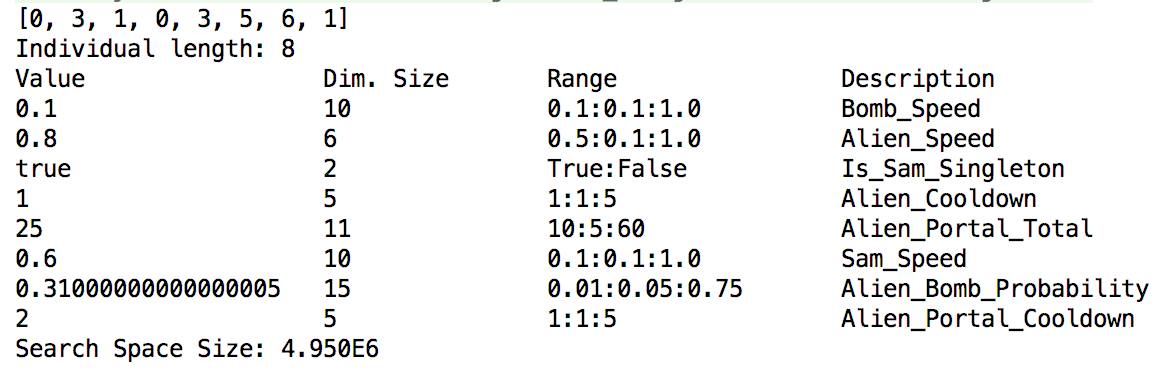 [0, 3, 1, 0, 3, 5, 6, 1]
Individual length: 8
Value Dim. Size Range Description
0.1 10 0.1:0.1:1.0 Bomb_Speed
0.8 6 0.5:0.1:1.0 Alien_Speed
true 2 True:False Is_Sam_Singleton
1 5 1:1:5 Alien_Cooldown
25 11 10:5:60 Alien_Portal_Total
0.6 10 0.1:0.1:1.0 Sam_Speed
0.31000000000000005 15 0.01:0.05:0.75 Alien_Bomb_Probability
2 5 1:1:5 Alien_Portal_Cooldown
Search Space Size: 4.950E6